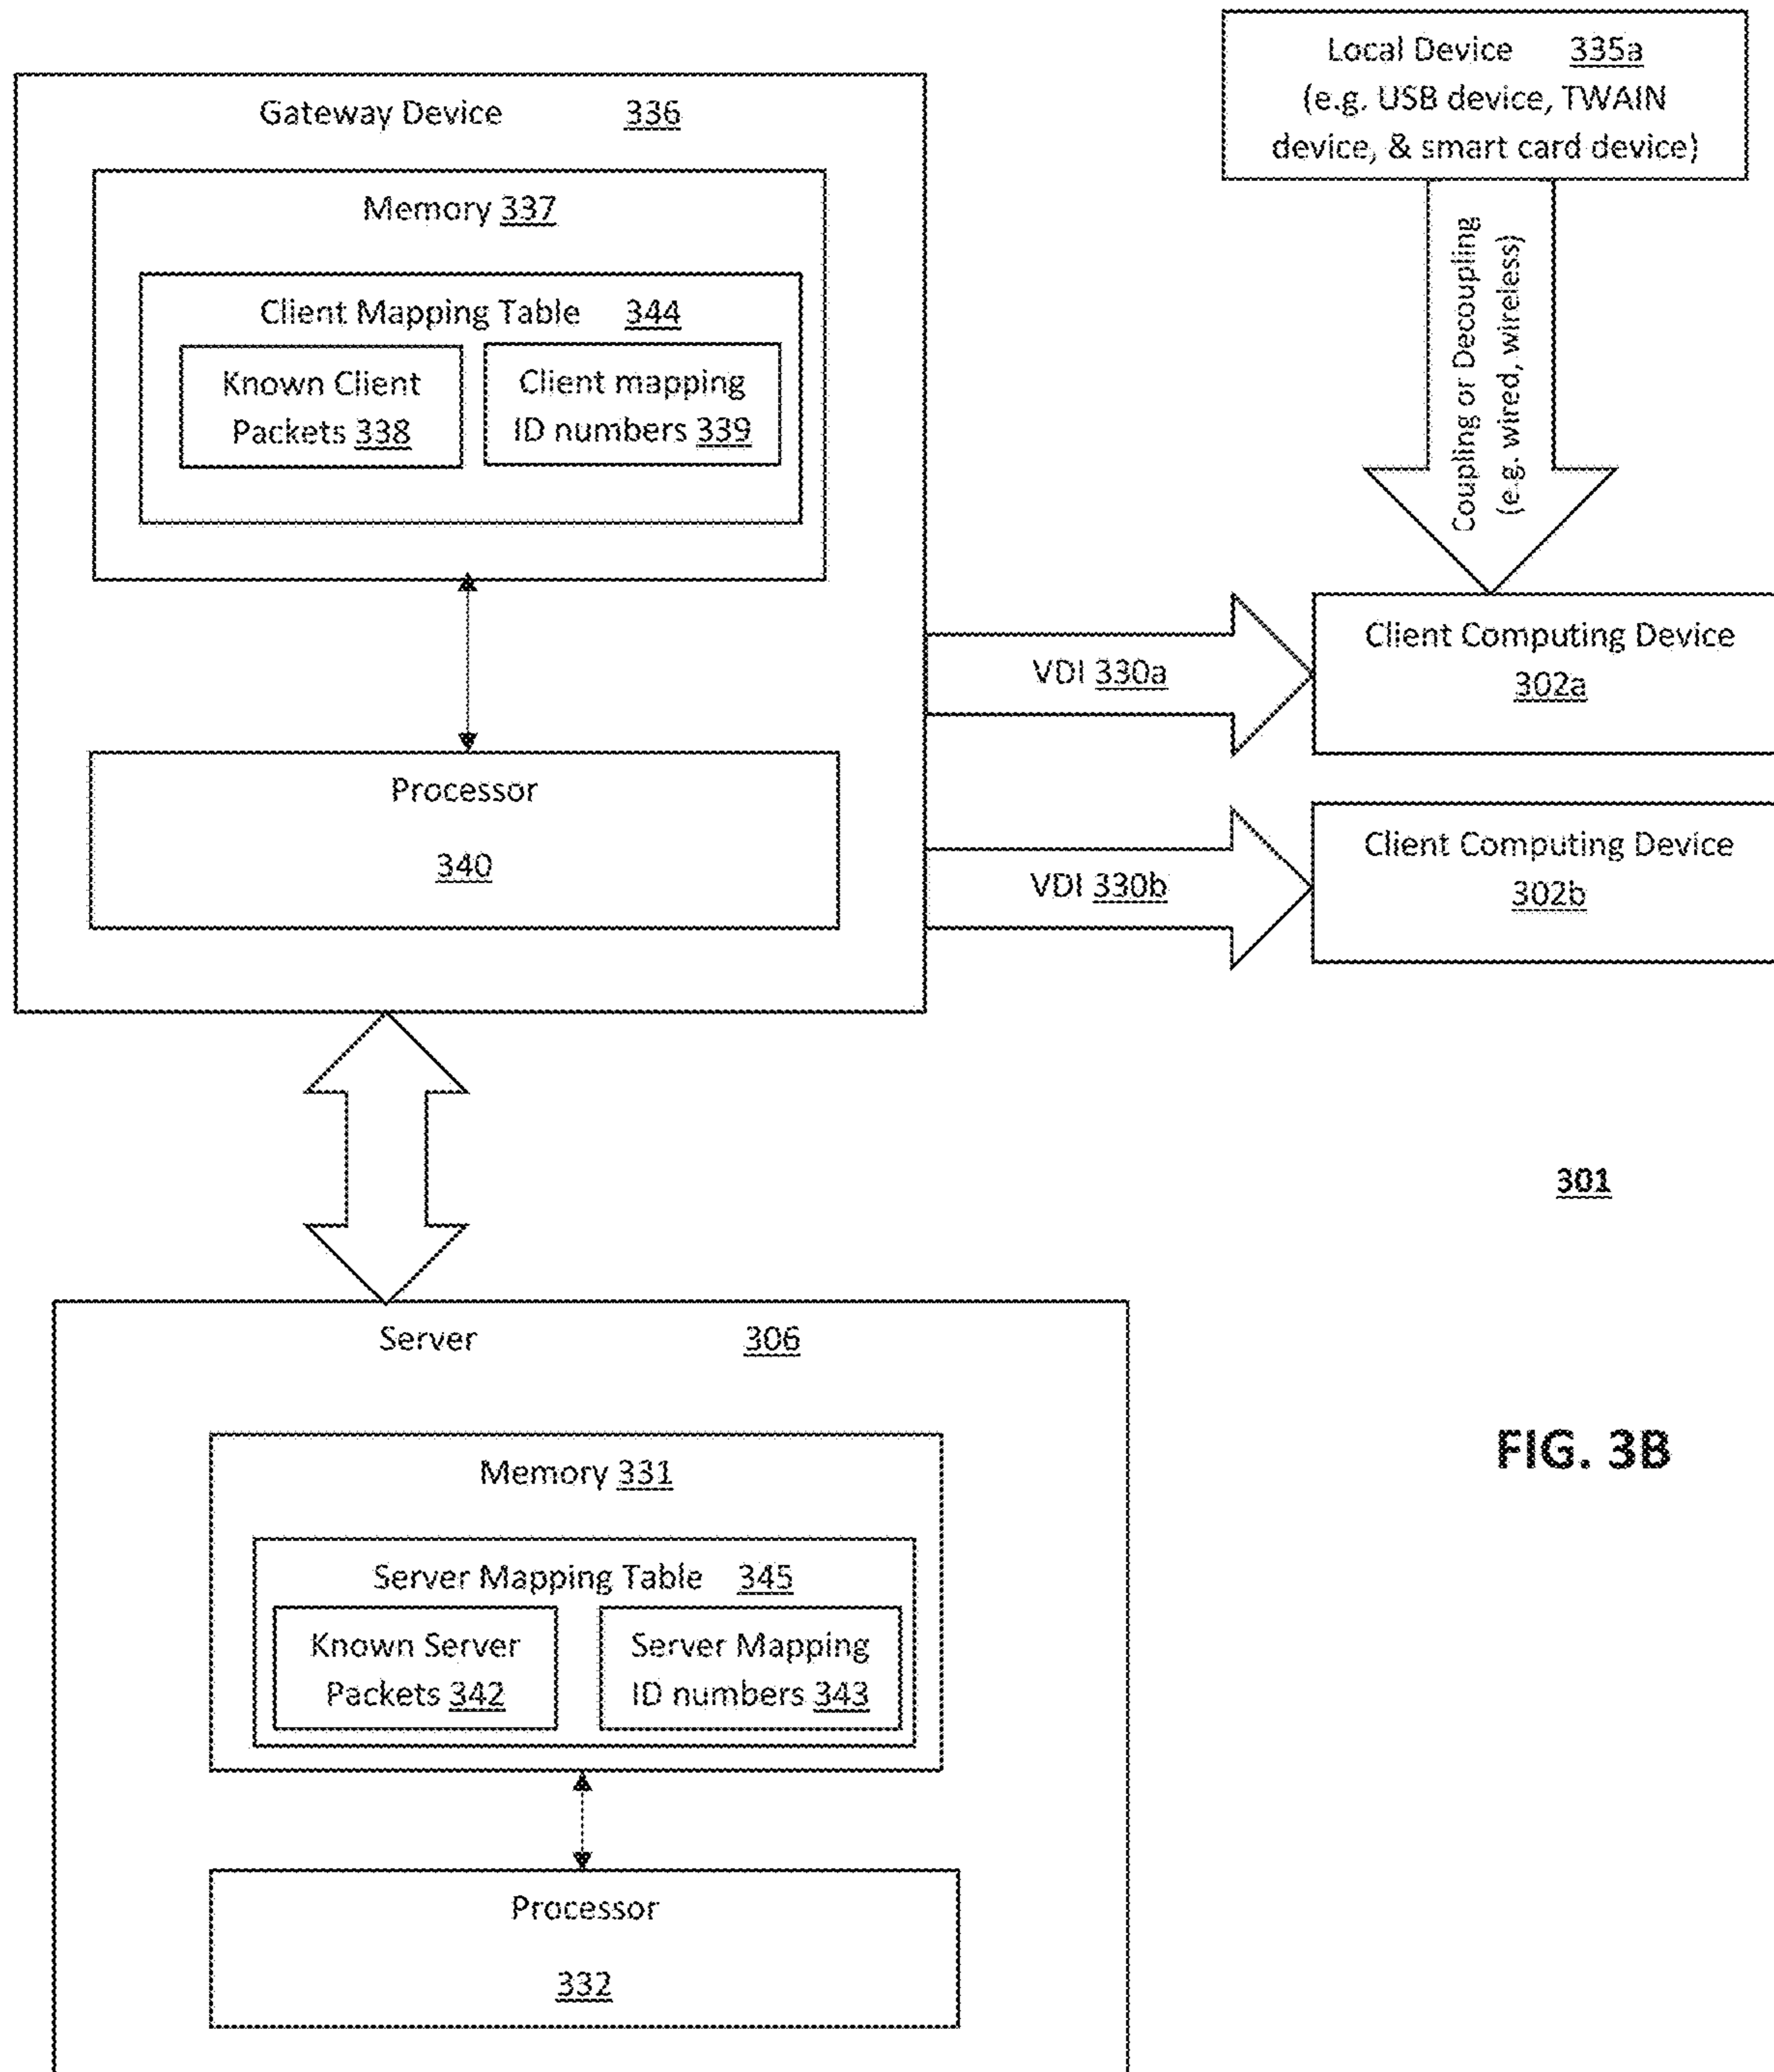 Local Device 335a
(e.g. USB device, TWAIN
device, & smart card device)
Gateway Device 336
Memory 337
Client Mapping Table 344
Known Client
Packets 338
Client mapping
ID numbers 339
Coupling or Decoupling
(e.g. wired, wireless)
Processor
340
VDI 330a
Client Computing Device
302a
VDI 330b
Client Computing Device
302b
301
Server 306
Memory 331
Server Mapping Table 345
Known Server
Packets 342
Server Mapping
ID numbers 343
Processor
332
FIG. 3B